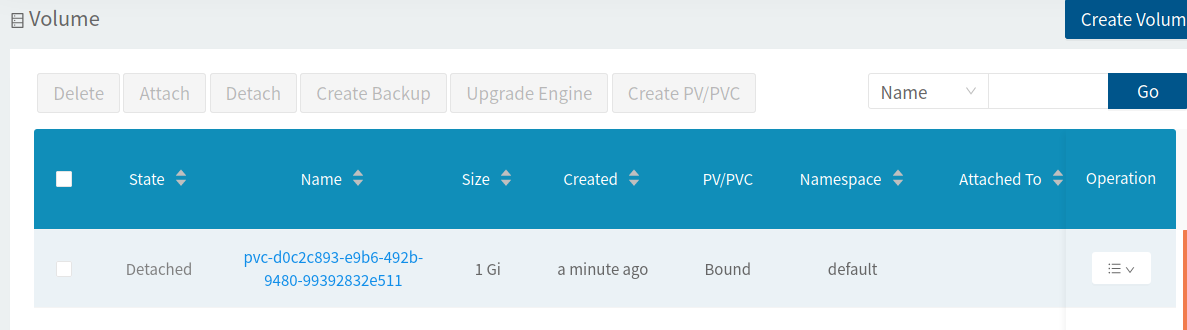 Volume
Create Volum
Delete Attach Detach Create Backup Upgrade Engine Create PV/PVC Name Go
State Name Size Created PV/PVC Namespace Attached To Operation
Detached pvc-d0c2c893-e9b6-492b- 1 Gi a minute ago Bound default
9480-99392832e511